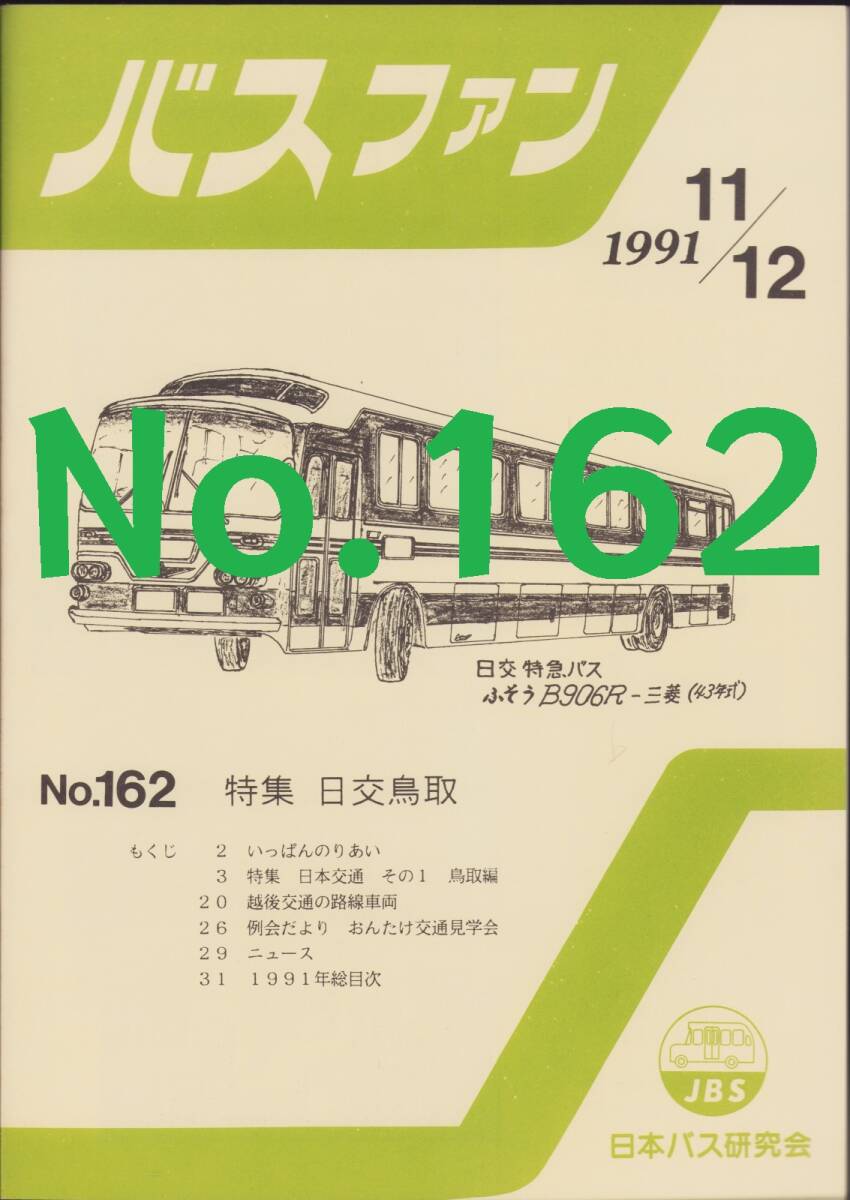 バスファン
1991 11/12
No.162
日交 特急バス
ふそう B906R-三菱 (43年式)
No.162 特集 日交鳥取
もくじ 2 いっぱんのりあい
3 特集 日本交通 その1 鳥取編
20 越後交通の路線車両
26 例会だより おんたけ交通見学会
29 ニュース
31 1991年総目次
JBS
日本バス研究会